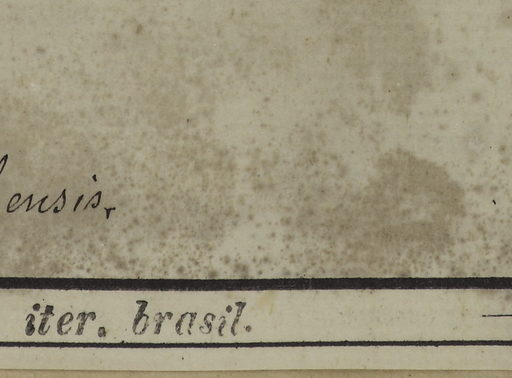 ensis,
iter. brasil.